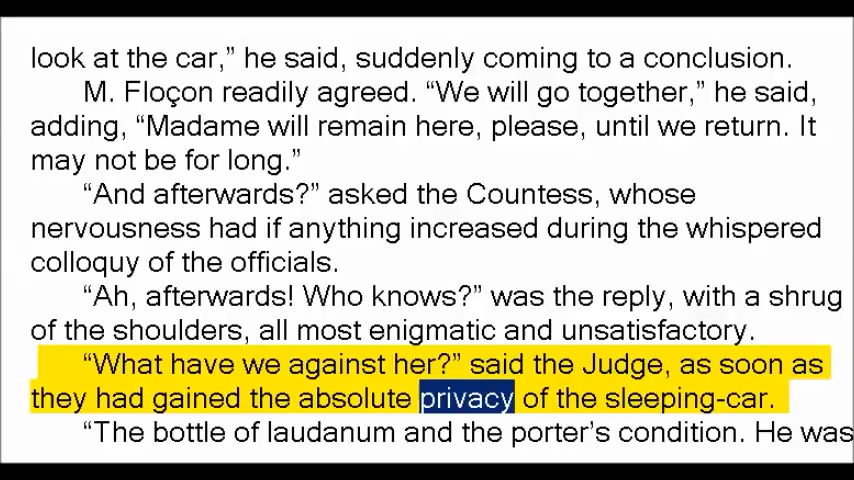 look at the car,” he said, suddenly coming to a conclusion.
M. Floçon readily agreed. “We will go together,” he said,
adding, “Madame will remain here, please, until we return. It
may not be for long.”
“And afterwards?” asked the Countess, whose
nervousness had if anything increased during the whispered
colloquy of the officials.
“Ah, afterwards! Who knows?” was the reply, with a shrug
of the shoulders, all most enigmatic and unsatisfactory.
“What have we against her?” said the Judge, as soon as
they had gained the absolute privacy of the sleeping-car.
“The bottle of laudanum and the porter’s condition. He was